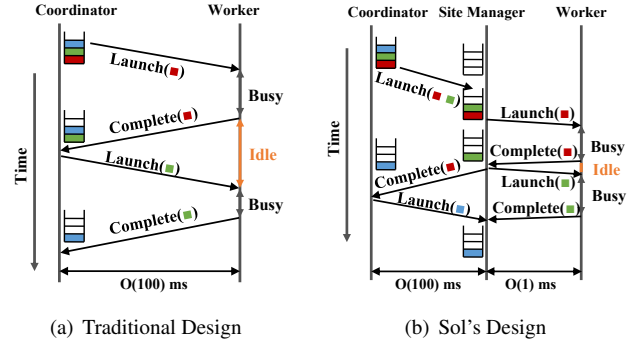 Coordinator
Worker
Launch(■)
Busy
Complete(■)
Idle
Launch(■)
Busy
Complete(■)
Time
O(100) ms
(a) Traditional Design
Coordinator
Site Manager
Worker
Launch(■ ■)
Launch(■)
Busy
Complete(■)
Complete(■)
Idle
Launch(■)
Busy
Launch(■)
Complete(■)
Time
O(100) ms
O(1) ms
(b) Sol's Design